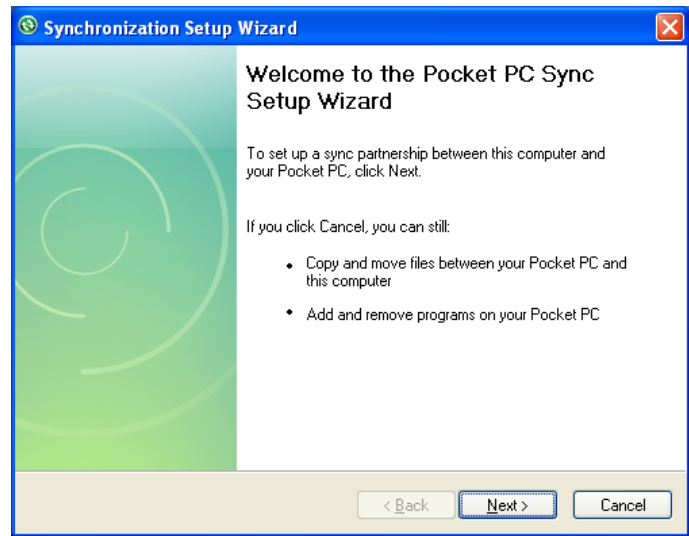 Synchronization Setup Wizard
Welcome to the Pocket PC Sync
Setup Wizard
To set up a sync partnership between this computer and
your Pocket PC, click Next.
If you click Cancel, you can still:
• Copy and move files between your Pocket PC and
this computer
• Add and remove programs on your Pocket PC
< Back
Next >
Cancel